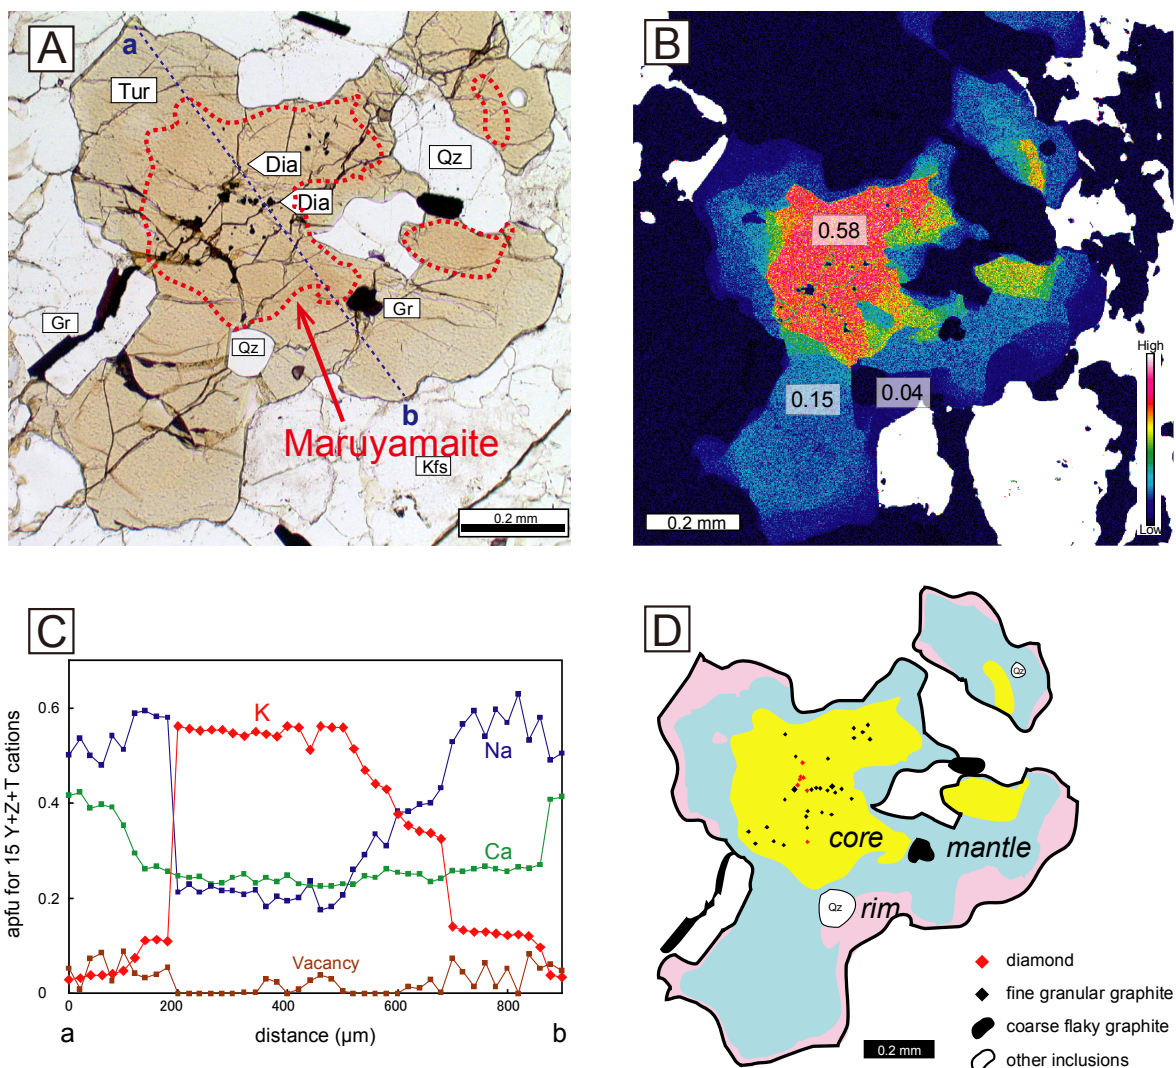 A
a
Tur
Dia
Qz
Dia
Gr
Gr
Qz
b
Maruyamaite
Kfs
0.2 mm
B
0.58
0.15
0.04
High
Low
0.2 mm
C
0.6
0.4
0.2
0
K
Na
Ca
Vacancy
apfu for 15 Y+Z+T cations
0 200 400 600 800
a distance (μm) b
D
Qz
core
mantle
Qz
rim
diamond
fine granular graphite
coarse flaky graphite
0.2 mm
other inclusions